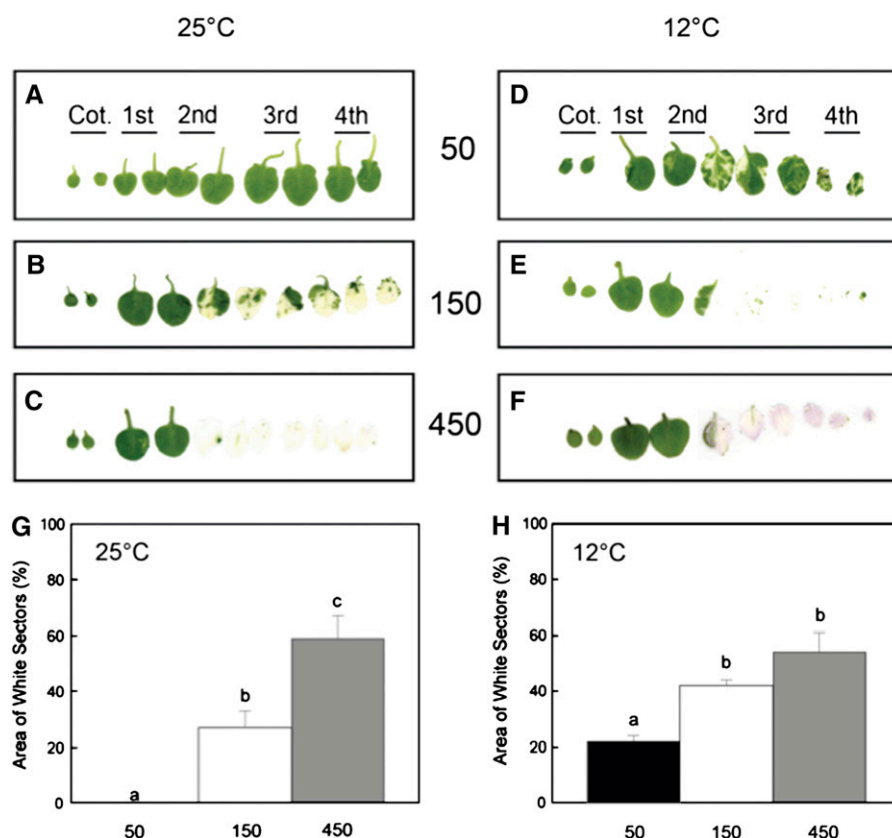 25°C
12°C
A
Cot. 1st 2nd 3rd 4th
50
D
Cot. 1st 2nd 3rd 4th
B
150
E
C
450
F
G
100
80
60
40
20
0
Area of White Sectors (%)
25°C
a
b
c
50 150 450
H
100
80
60
40
20
0
Area of White Sectors (%)
12°C
a
b
b
50 150 450